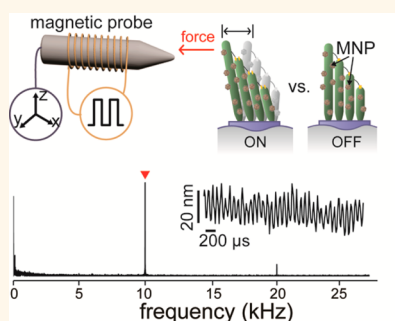 magnetic probe
force
MNP
vs.
z
y x
ON OFF
20 nm
200 µs
0 5 10 15 20 25
frequency (kHz)